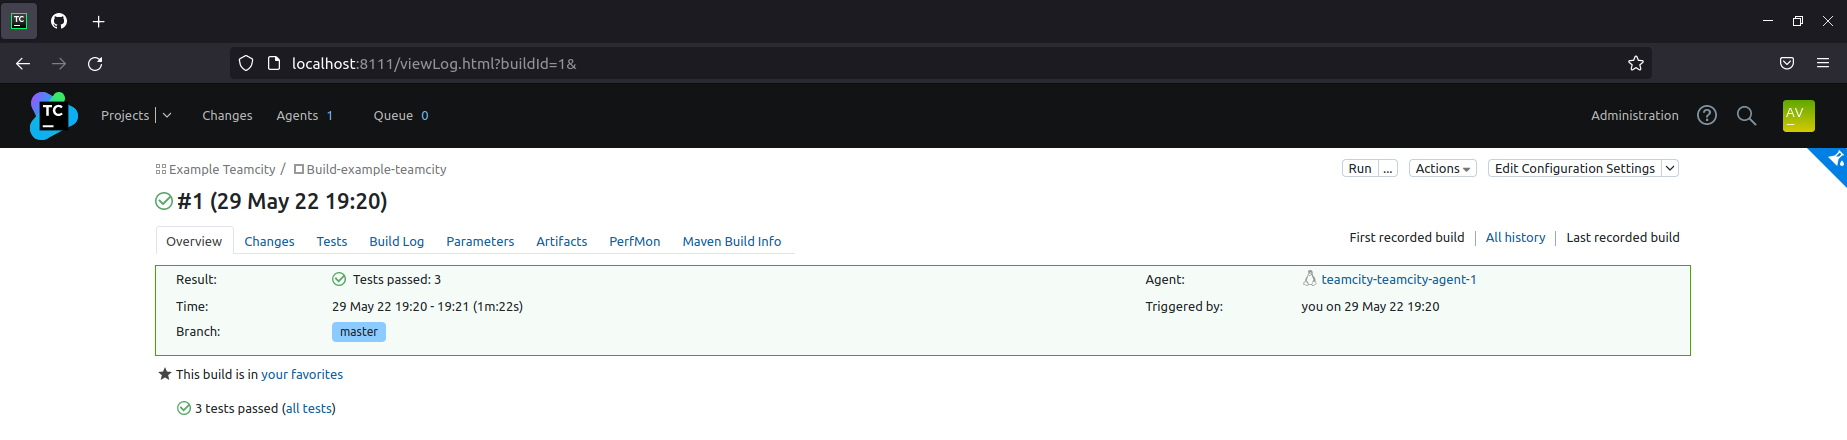 TC
localhost:8111/viewLog.html?buildId=1&
TC Projects Changes Agents 1 Queue 0 Administration AV
Example Teamcity / Build-example-teamcity Run ... Actions Edit Configuration Settings
#1 (29 May 22 19:20)
Overview Changes Tests Build Log Parameters Artifacts PerfMon Maven Build Info First recorded build All history Last recorded build
Result: Tests passed: 3 Agent: teamcity-teamcity-agent-1
Time: 29 May 22 19:20 - 19:21 (1m:22s) Triggered by: you on 29 May 22 19:20
Branch: master
This build is in your favorites
3 tests passed (all tests)